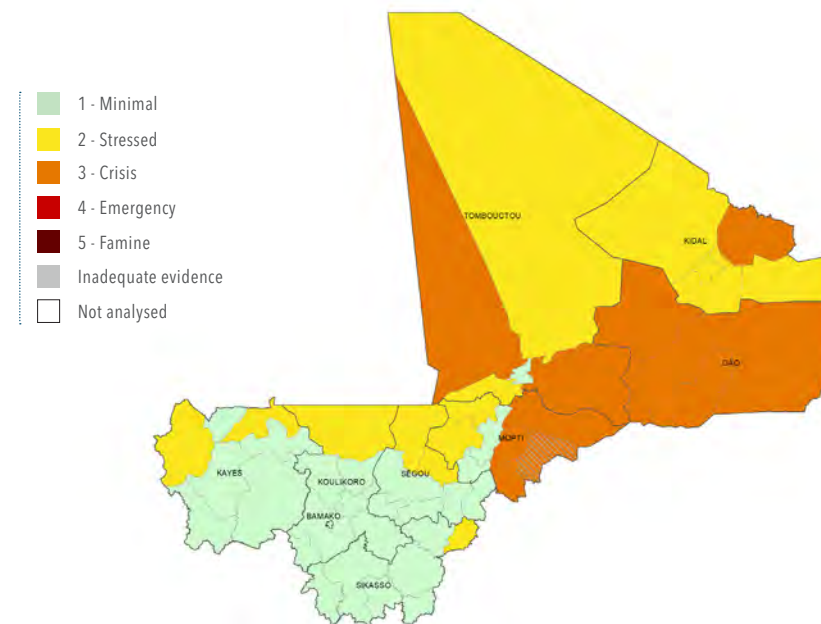 1 - Minimal
2 - Stressed
3 - Crisis
4 - Emergency
5 - Famine
Inadequate evidence
Not analysed
TOMBOUCTOU
KIDAL
GAO
MOPTI
KAYES
KOULIKORO
SÉGOU
BAMAKO
SIKASSO